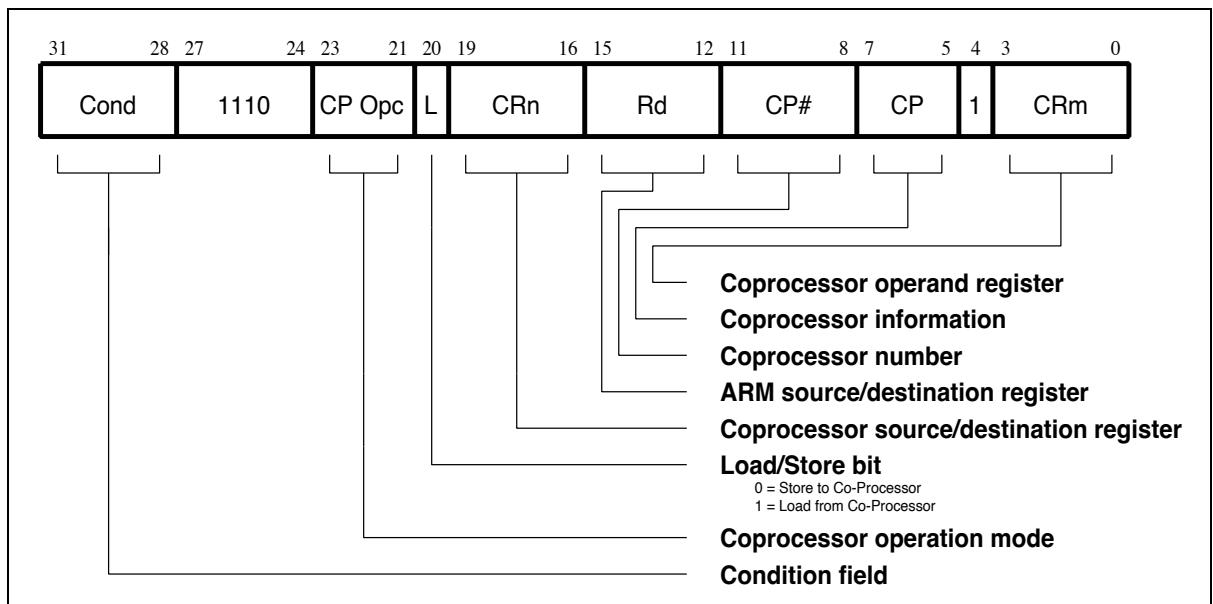 31 28 27 24 23 21 20 19 16 15 12 11 8 7 5 4 3 0
Cond 1110 CP Opc L CRn Rd CP# CP 1 CRm
Coprocessor operand register
Coprocessor information
Coprocessor number
ARM source/destination register
Coprocessor source/destination register
Load/Store bit
0 = Store to Co-Processor
1 = Load from Co-Processor
Coprocessor operation mode
Condition field